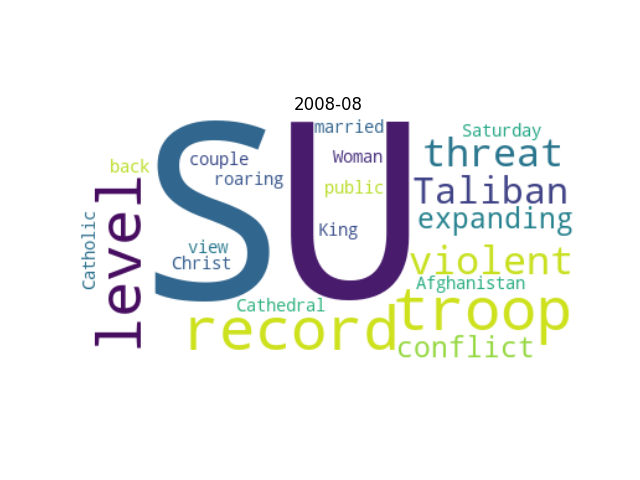 2008-08
married
Saturday
couple
Woman
threat
back
roaring
public
Taliban
S
U
level
Catholic
King
expanding
view
Christ
violent
Afghanistan
Cathedral
record
troop
conflict